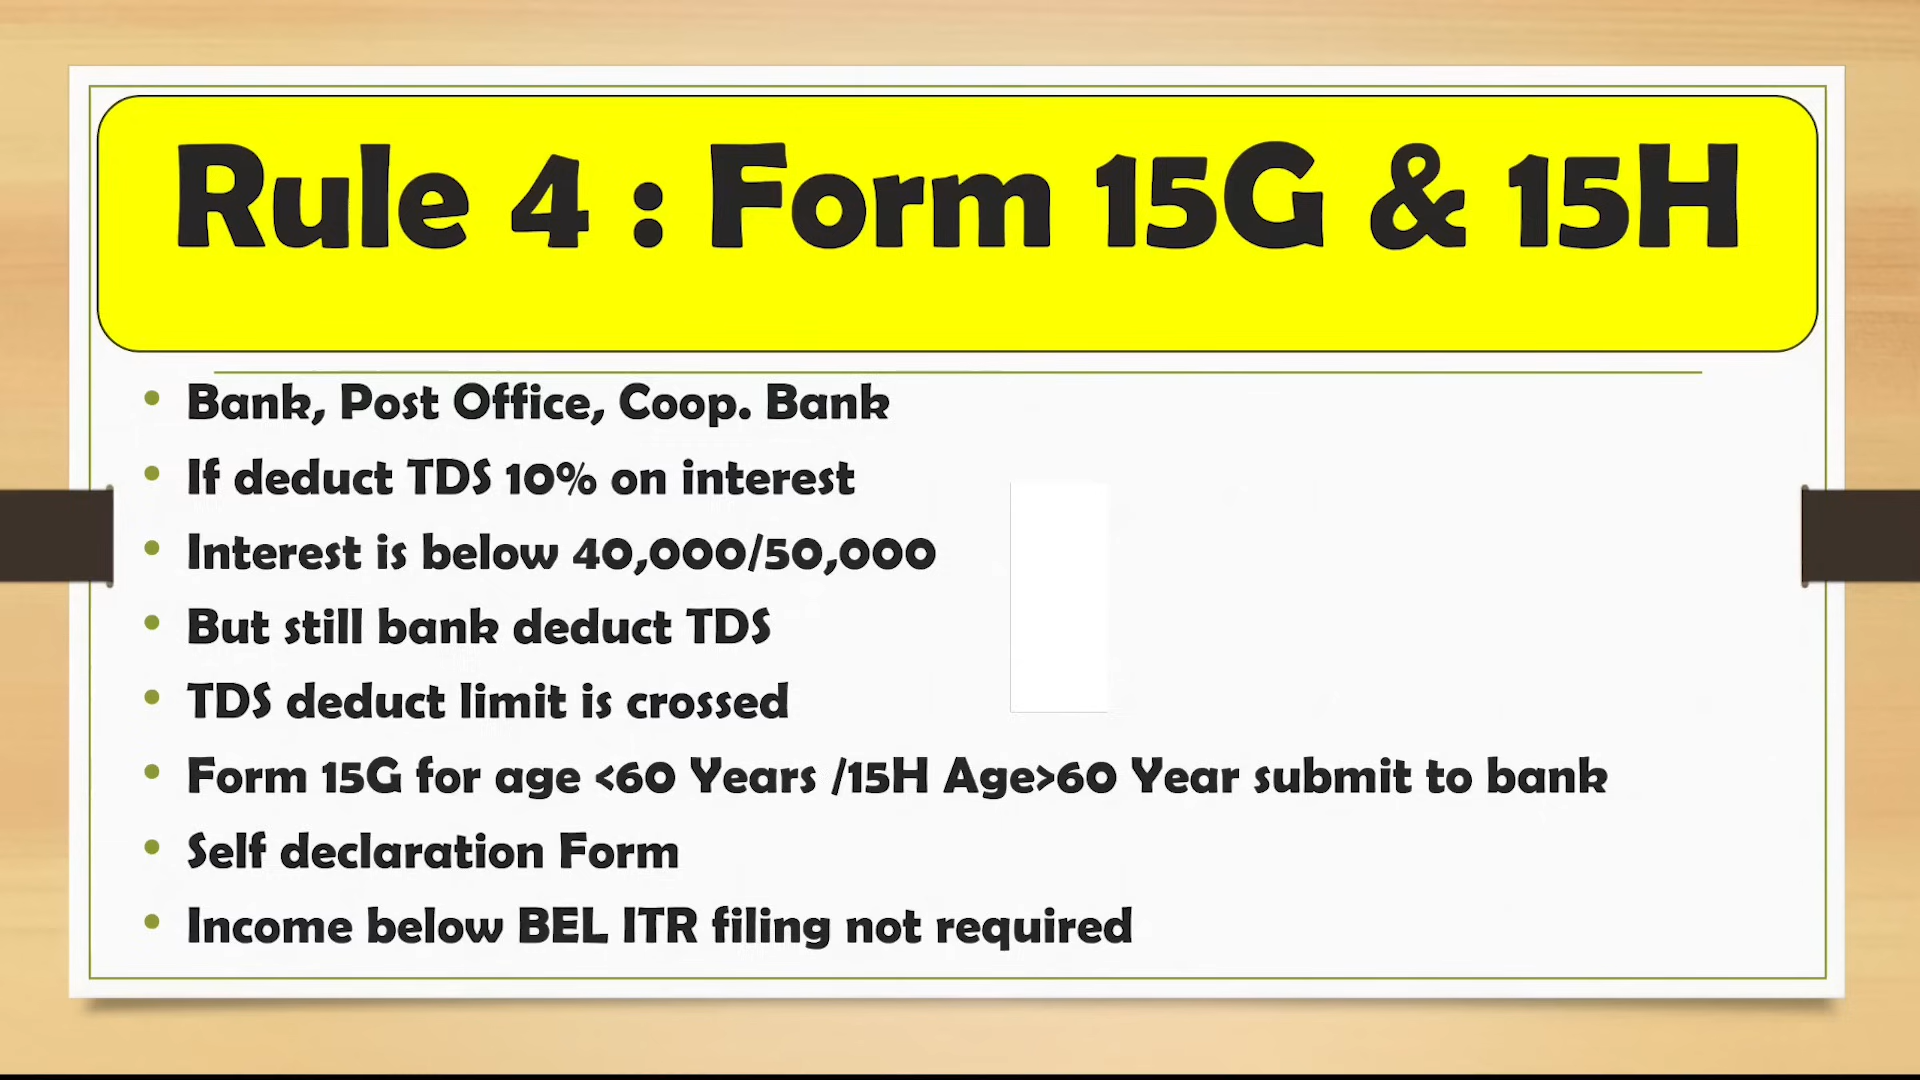 Rule 4 : Form 15G & 15H
• Bank, Post Office, Coop. Bank
• If deduct TDS 10% on interest
• Interest is below 40,000/50,000
• But still bank deduct TDS
• TDS deduct limit is crossed
• Form 15G for age <60 Years /15H Age>60 Year submit to bank
• Self declaration Form
• Income below BEL ITR filing not required